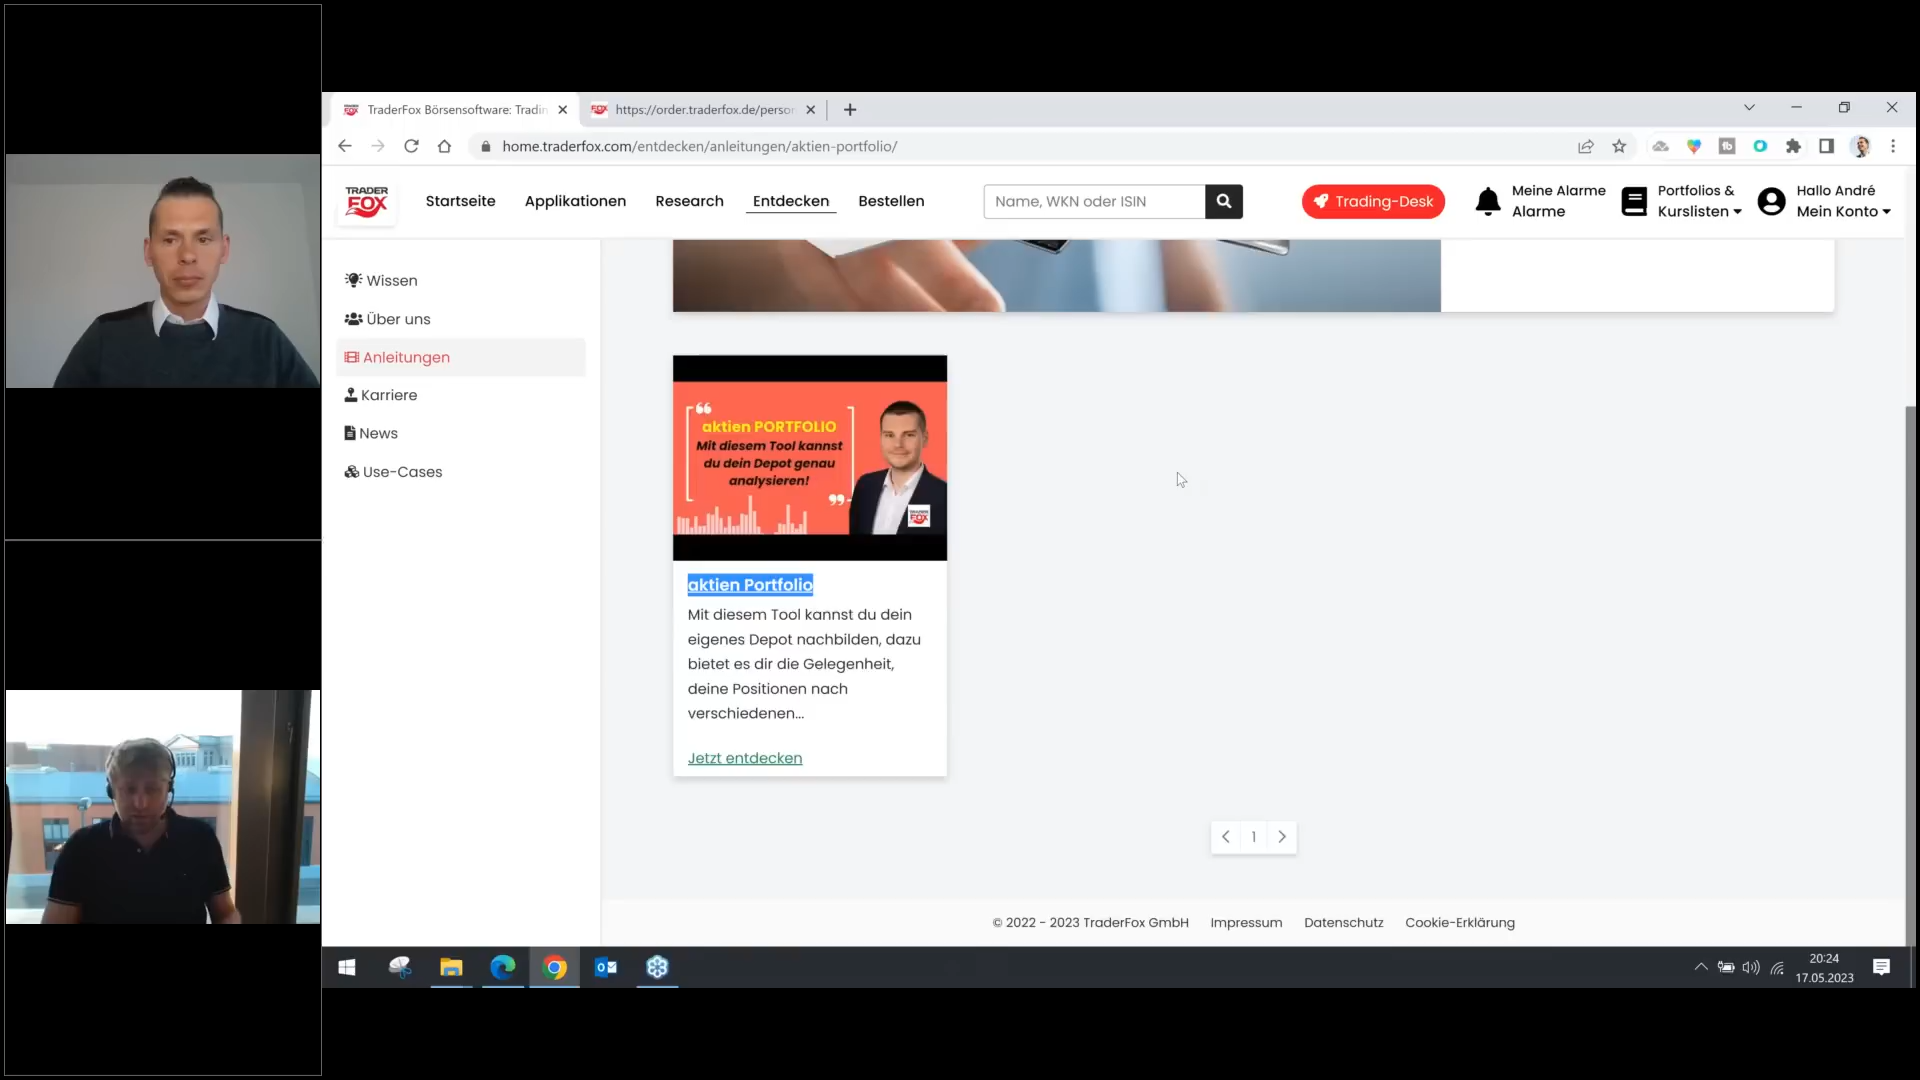 TraderFox Börsensoftware: Tradin
https://order.traderfox.de/person
home.traderfox.com/entdecken/anleitungen/aktien-portfolio/
TRADER
FOX
Startseite
Applikationen
Research
Entdecken
Bestellen
Name, WKN oder ISIN
Trading-Desk
Meine Alarme
Alarme
Portfolios &
Kurslisten
Hallo André
Mein Konto
Wissen
Über uns
Anleitungen
Karriere
News
Use-Cases
aktien PORTFOLIO
Mit diesem Tool kannst
du dein Depot genau
analysieren!
TRADER
FOX
aktien Portfolio
Mit diesem Tool kannst du dein
eigenes Depot nachbilden, dazu
bietet es dir die Gelegenheit,
deine Positionen nach
verschiedenen...
Jetzt entdecken
1
© 2022 - 2023 TraderFox GmbH
Impressum
Datenschutz
Cookie-Erklärung
20:24
17.05.2023